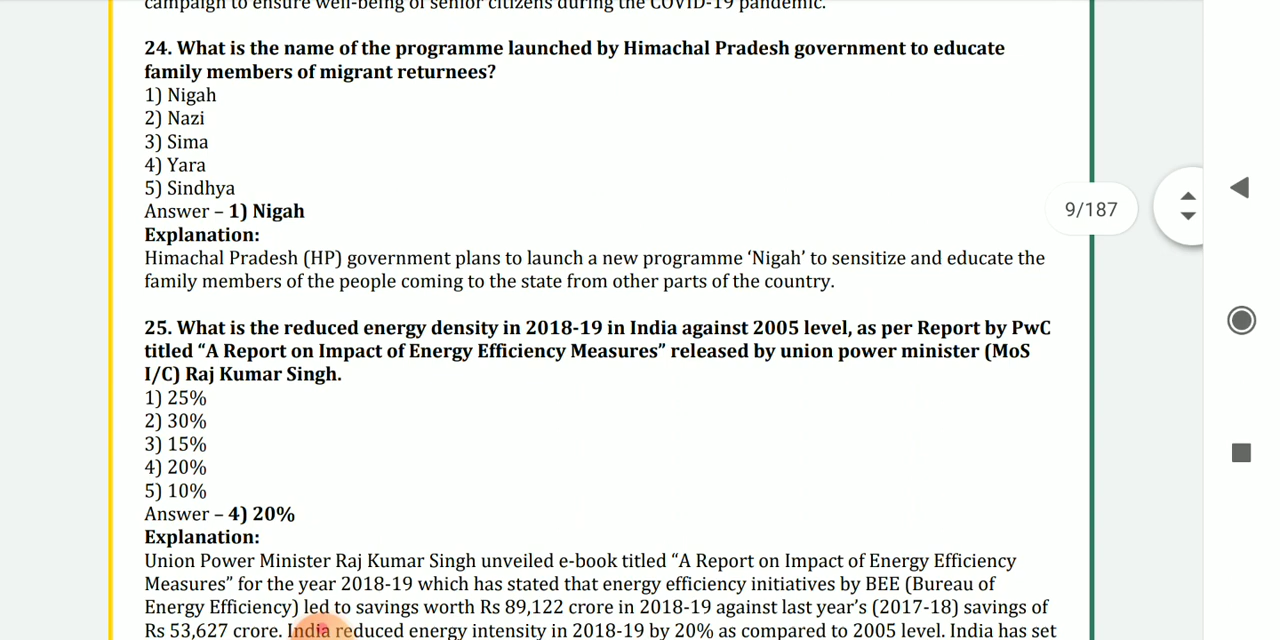 campaign to ensure well-being of senior citizens during the COVID-19 pandemic.
24. What is the name of the programme launched by Himachal Pradesh government to educate
family members of migrant returnees?
1) Nigah
2) Nazi
3) Sima
4) Yara
5) Sindhya
Answer – 1) Nigah
Explanation:
Himachal Pradesh (HP) government plans to launch a new programme ‘Nigah’ to sensitize and educate the
family members of the people coming to the state from other parts of the country.
9/187
25. What is the reduced energy density in 2018-19 in India against 2005 level, as per Report by PwC
titled “A Report on Impact of Energy Efficiency Measures” released by union power minister (MoS
I/C) Raj Kumar Singh.
1) 25%
2) 30%
3) 15%
4) 20%
5) 10%
Answer – 4) 20%
Explanation:
Union Power Minister Raj Kumar Singh unveiled e-book titled “A Report on Impact of Energy Efficiency
Measures” for the year 2018-19 which has stated that energy efficiency initiatives by BEE (Bureau of
Energy Efficiency) led to savings worth Rs 89,122 crore in 2018-19 against last year’s (2017-18) savings of
Rs 53,627 crore. India reduced energy intensity in 2018-19 by 20% as compared to 2005 level. India has set